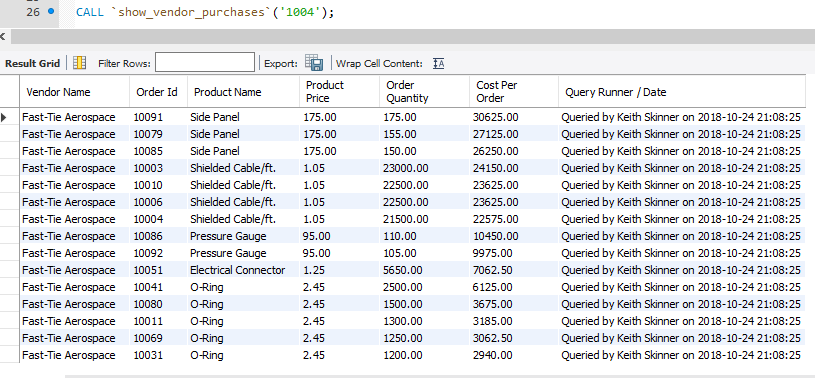 26 CALL `show_vendor_purchases`('1004');
Result Grid Filter Rows: Export: Wrap Cell Content: IA
Vendor Name Order Id Product Name Product Price Order Quantity Cost Per Order Query Runner / Date
Fast-Tie Aerospace 10091 Side Panel 175.00 175.00 30625.00 Queried by Keith Skinner on 2018-10-24 21:08:25
Fast-Tie Aerospace 10079 Side Panel 175.00 155.00 27125.00 Queried by Keith Skinner on 2018-10-24 21:08:25
Fast-Tie Aerospace 10085 Side Panel 175.00 150.00 26250.00 Queried by Keith Skinner on 2018-10-24 21:08:25
Fast-Tie Aerospace 10003 Shielded Cable/ft. 1.05 23000.00 24150.00 Queried by Keith Skinner on 2018-10-24 21:08:25
Fast-Tie Aerospace 10010 Shielded Cable/ft. 1.05 22500.00 23625.00 Queried by Keith Skinner on 2018-10-24 21:08:25
Fast-Tie Aerospace 10006 Shielded Cable/ft. 1.05 22500.00 23625.00 Queried by Keith Skinner on 2018-10-24 21:08:25
Fast-Tie Aerospace 10004 Shielded Cable/ft. 1.05 21500.00 22575.00 Queried by Keith Skinner on 2018-10-24 21:08:25
Fast-Tie Aerospace 10086 Pressure Gauge 95.00 110.00 10450.00 Queried by Keith Skinner on 2018-10-24 21:08:25
Fast-Tie Aerospace 10092 Pressure Gauge 95.00 105.00 9975.00 Queried by Keith Skinner on 2018-10-24 21:08:25
Fast-Tie Aerospace 10051 Electrical Connector 1.25 5650.00 7062.50 Queried by Keith Skinner on 2018-10-24 21:08:25
Fast-Tie Aerospace 10041 O-Ring 2.45 2500.00 6125.00 Queried by Keith Skinner on 2018-10-24 21:08:25
Fast-Tie Aerospace 10080 O-Ring 2.45 1500.00 3675.00 Queried by Keith Skinner on 2018-10-24 21:08:25
Fast-Tie Aerospace 10011 O-Ring 2.45 1300.00 3185.00 Queried by Keith Skinner on 2018-10-24 21:08:25
Fast-Tie Aerospace 10069 O-Ring 2.45 1250.00 3062.50 Queried by Keith Skinner on 2018-10-24 21:08:25
Fast-Tie Aerospace 10031 O-Ring 2.45 1200.00 2940.00 Queried by Keith Skinner on 2018-10-24 21:08:25